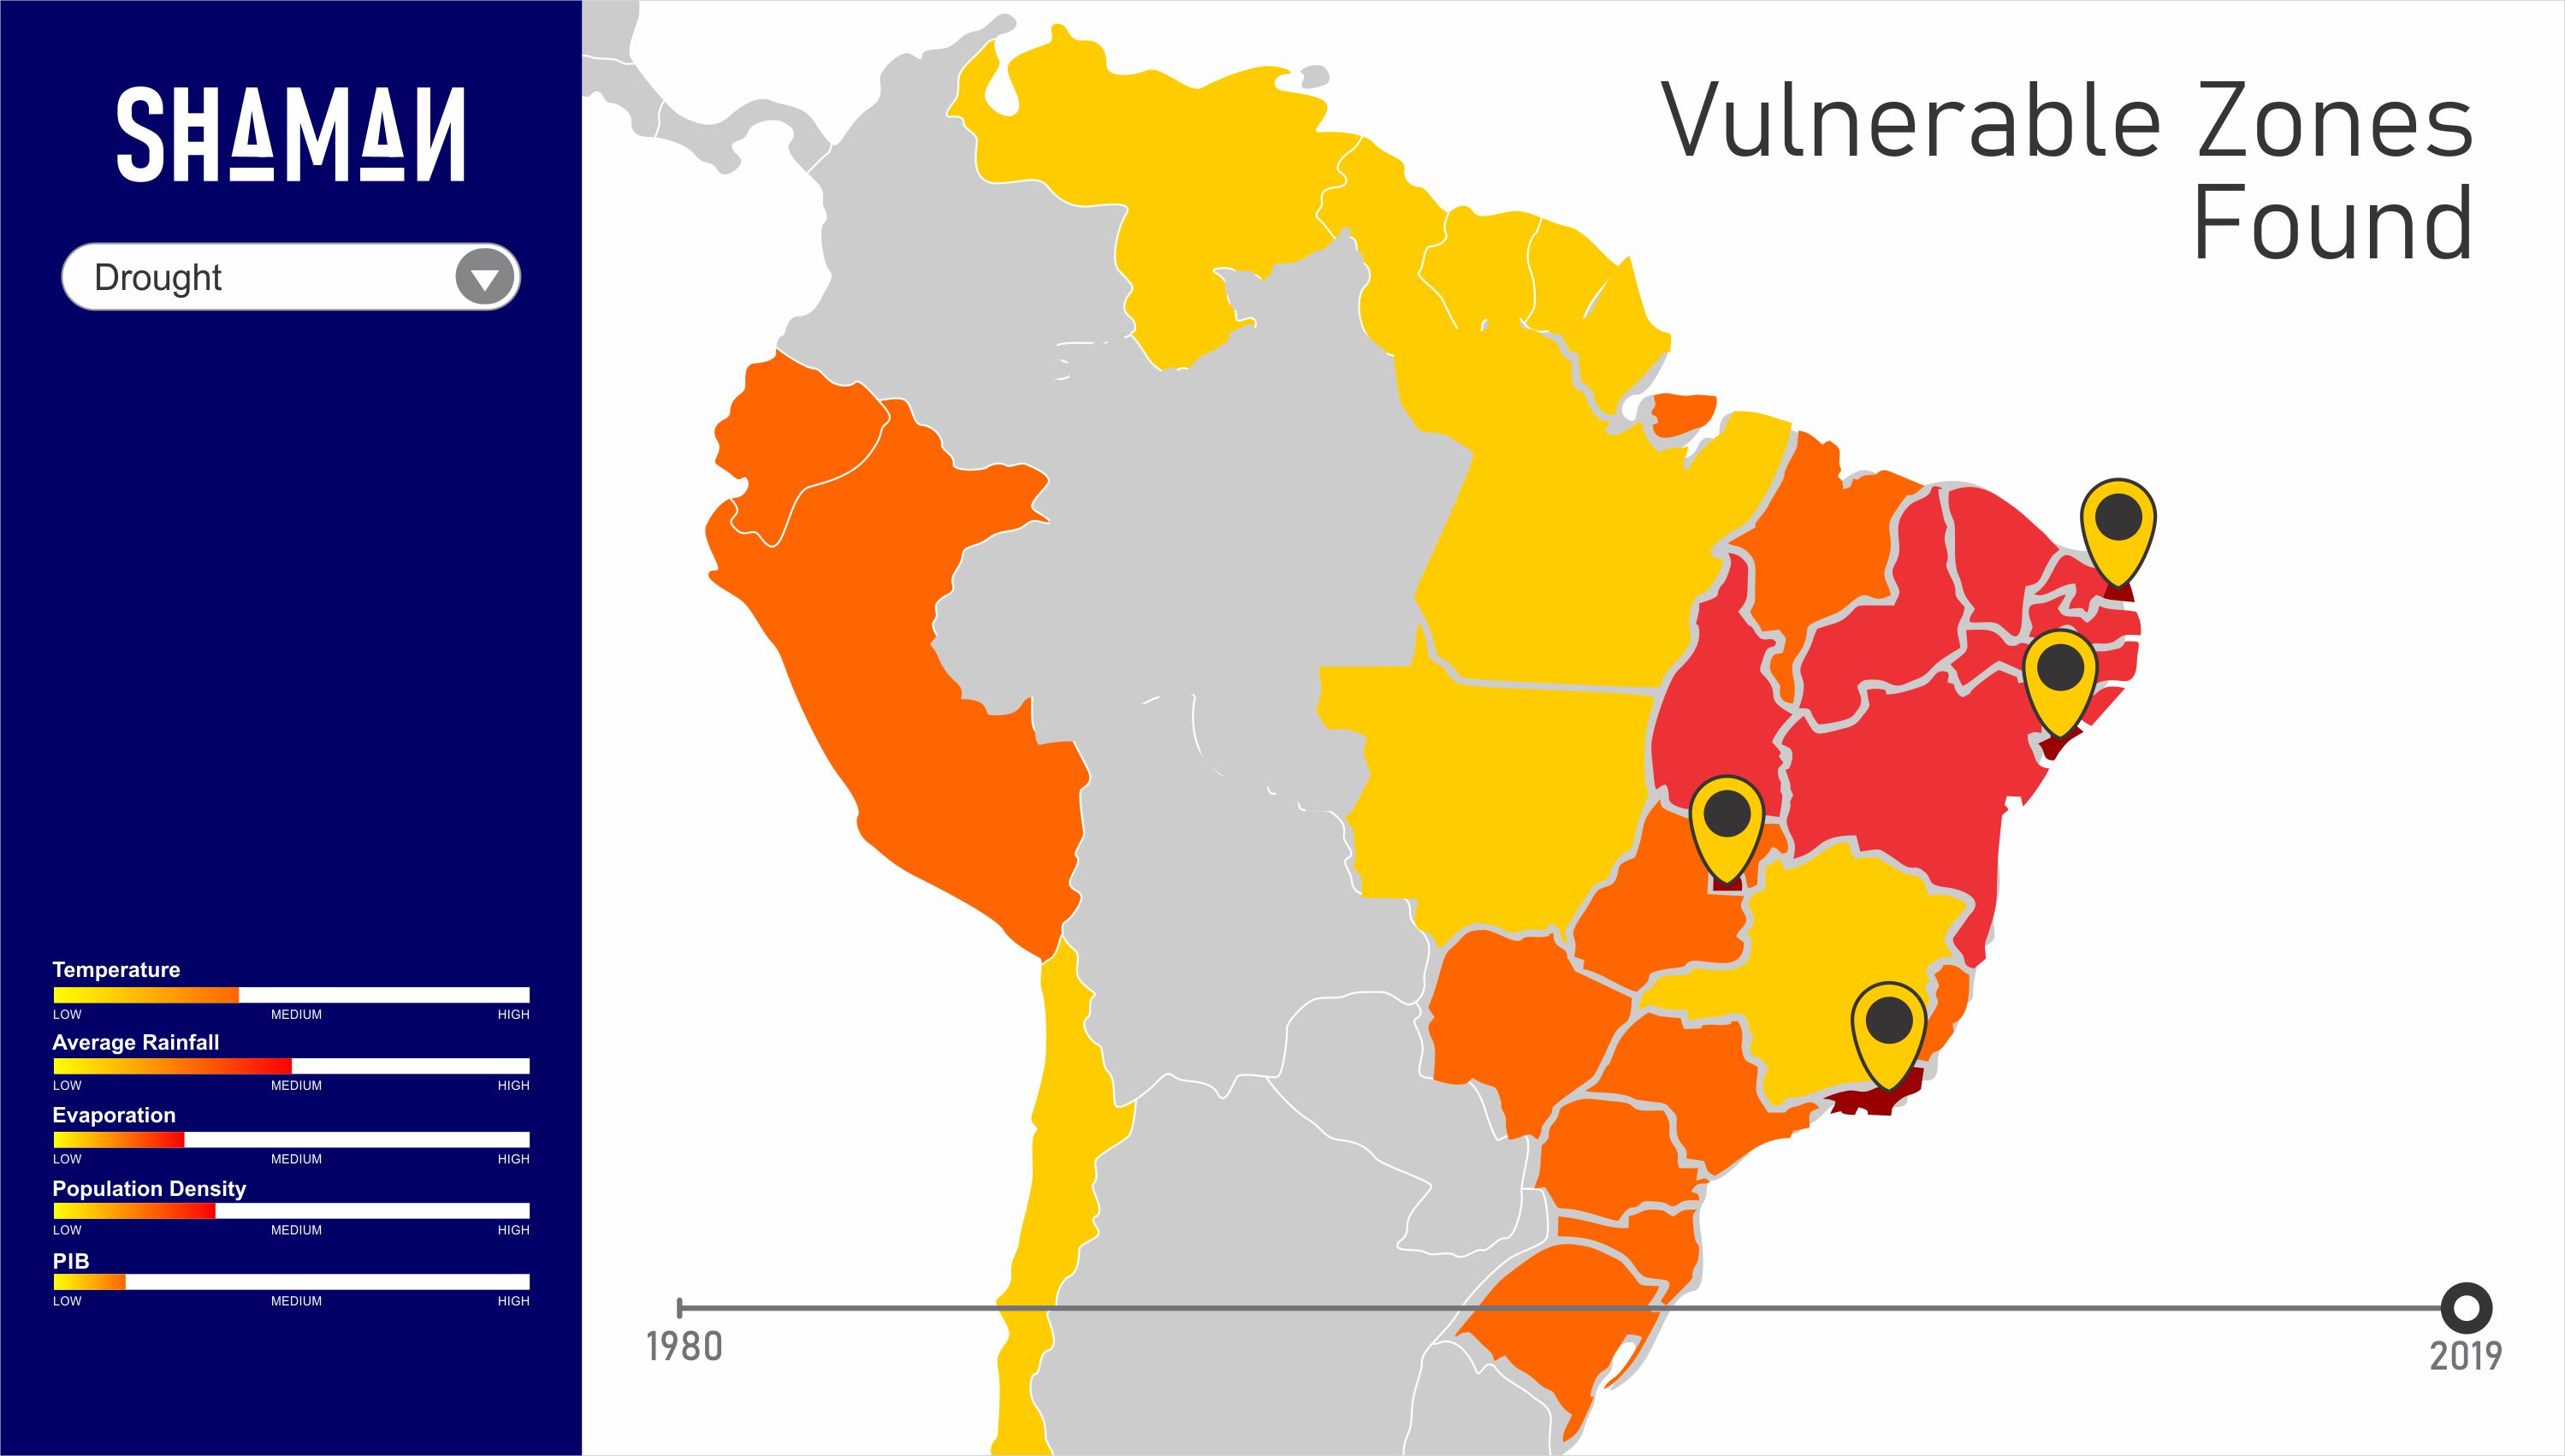 SHAMAN
Drought
Temperature
LOW MEDIUM HIGH
Average Rainfall
LOW MEDIUM HIGH
Evaporation
LOW MEDIUM HIGH
Population Density
LOW MEDIUM HIGH
PIB
LOW MEDIUM HIGH
Vulnerable Zones
Found
1980
2019